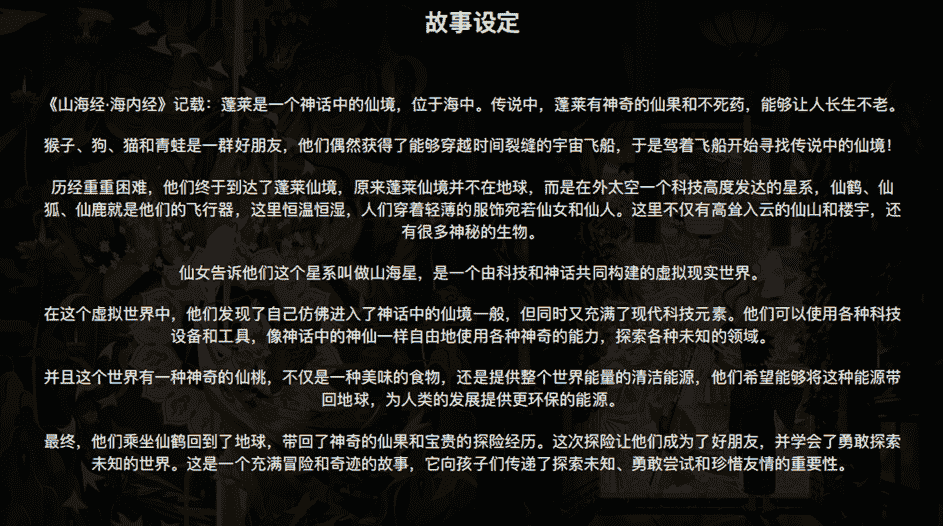 故事设定
《山海经·海内经》记载：蓬莱是一个神话中的仙境，位于海中。传说中，蓬莱有神奇的仙果和不死药，能够让人长生不老。
猴子、狗、猫和青蛙是一群好朋友，他们偶然获得了能够穿越时间裂缝的宇宙飞船，于是驾着飞船开始寻找传说中的仙境！
历经重重困难，他们终于到达了蓬莱仙境，原来蓬莱仙境并不在地球，而是在外太空一个科技高度发达的星系，仙鹤、仙
狐、仙鹿就是他们的飞行器，这里恒温恒湿，人们穿着轻薄的服饰宛若仙女和仙人。这里不仅有高耸入云的仙山和楼宇，还
有很多神秘的生物。
仙女告诉他们这个星系叫做山海星，是一个由科技和神话共同构建的虚拟现实世界。
在这个虚拟世界中，他们发现了自己仿佛进入了神话中的仙境一般，但同时又充满了现代科技元素。他们可以使用各种科技
设备和工具，像神话中的神仙一样自由地使用各种神奇的能力，探索各种未知的领域。
并且这个世界有一种神奇的仙桃，不仅是一种美味的食物，还是提供整个世界能量的清洁能源，他们希望能够将这种能源带
回地球，为人类的发展提供更环保的能源。
最终，他们乘坐仙鹤回到了地球，带回了神奇的仙果和宝贵的探险经历。这次探险让他们成为了好朋友，并学会了勇敢探索
未知的世界。这是一个充满冒险和奇迹的故事，它向孩子们传递了探索未知、勇敢尝试和珍惜友情的重要性。